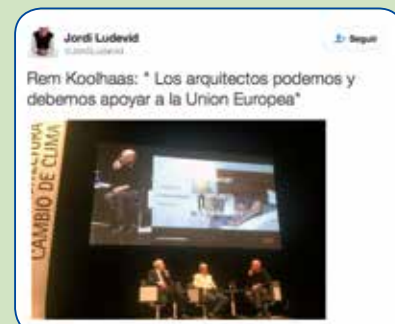 Jordi Ludevid
Seguir
Rem Koolhaas: " Los arquitectos podemos y
debemos apoyar a la Union Europea"
CAMBIO DE CLIMA